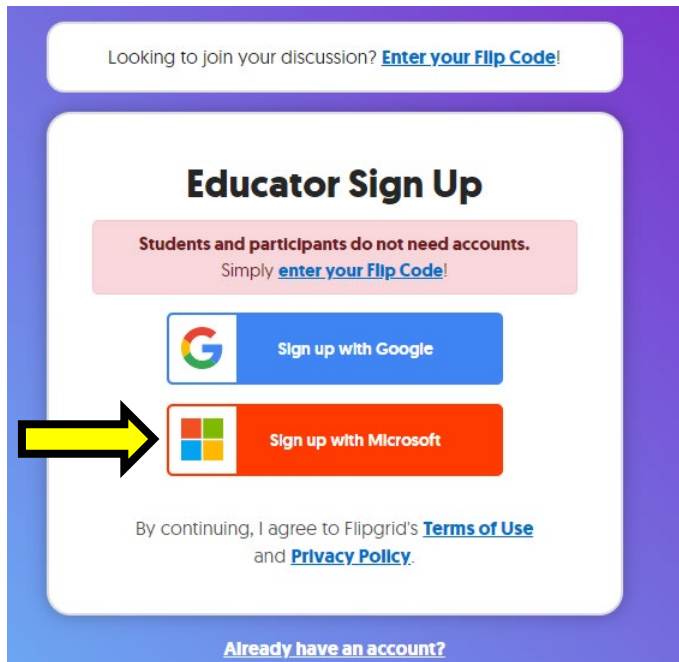 Looking to join your discussion? Enter your Flip Code!
Educator Sign Up
Students and participants do not need accounts.
Simply enter your Flip Code!
Sign up with Google
Sign up with Microsoft
By continuing, I agree to Flipgrid's Terms of Use
and Privacy Policy.
Already have an account?